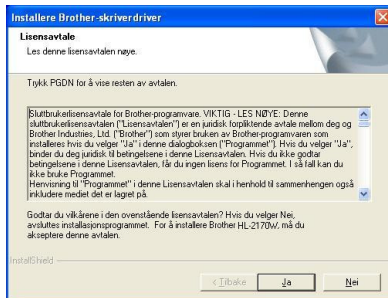 Installere Brother-skriverdriver
Lisensavtale
Les denne lisensavtalen nøye.
Trykk PGDN for å vise resten av avtalen.
Sluttbrukerlisensavtale for Brother-programvare. VIKTIG - LES NØYE: Denne
sluttbrukerlisensavtalen ("Lisensavtalen") er en juridisk forpliktende avtale mellom deg og
Brother Industries, Ltd. ("Brother") som styrer bruken av Brother-programvaren som
installeres hvis du velger "Ja" i denne dialogboksen ("Programmet"). Hvis du velger "Ja",
binder du deg juridisk til betingelsene i denne Lisensavtalen. Hvis du ikke godtar
betingelsene i denne Lisensavtalen, får du ingen lisens for Programmet. I så fall kan du
ikke bruke Programmet.
Henvisning til "Programmet" i denne Lisensavtalen skal i henhold til sammenhengen også
inkludere mediet det er lagret på.
Godtar du vilkårene i den ovenstående lisensavtalen? Hvis du velger Nei,
avsluttes installasjonsprogrammet. For å installere Brother HL-2170W, må du
akseptere denne avtalen.
InstallShield
< Tilbake Ja Nei